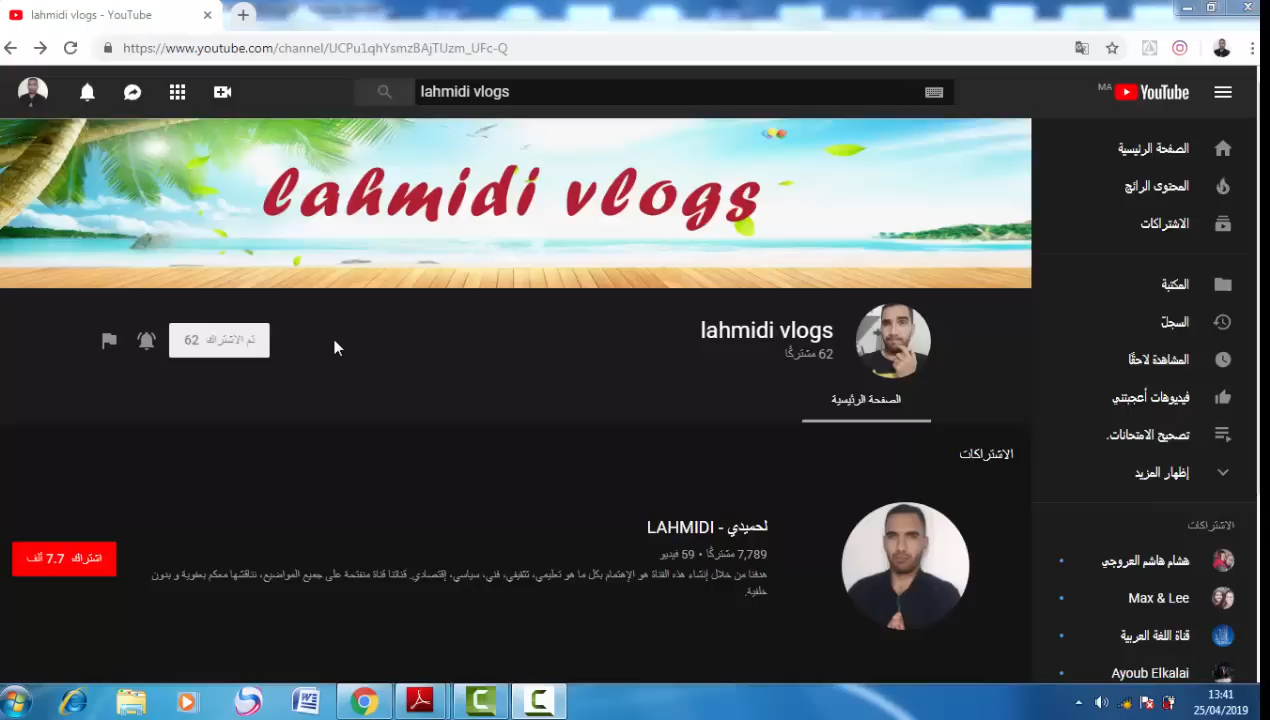 lahmidi vlogs - YouTube
https://www.youtube.com/channel/UCPu1qhYsmzBAjTUzm_UFc-Q
lahmidi vlogs
MA YouTube
lahmidi vlogs
الصفحة الرئيسية
المحتوى الرائج
الاشتراكات
المكتبة
السجلّ
المشاهدة لاحقًا
فيديوهات أعجبتني
تصحيح الامتحانات.
إظهار المزيد
الاشتراكات
هشام هاشم العروجي
Max & Lee
قناة اللغة العربية
Ayoub Elkalai
lahmidi vlogs
62 مشتركًا
تم الاشتراك 62
الصفحة الرئيسية
الاشتراكات
لحميدي - LAHMIDI
7,789 مشتركًا • 59 فيديو
هدفنا من خلال إنشاء هذه القناة هو الإهتمام بكل ما هو تعليمي، تثقيفي، فني، سياسي، إقتصادي. قناتنا قناة منفتحة على جميع المواضيع، نناقشها معكم بعفوية و بدون
خلفية.
اشتراك 7.7 ألف
13:41
25/04/2019